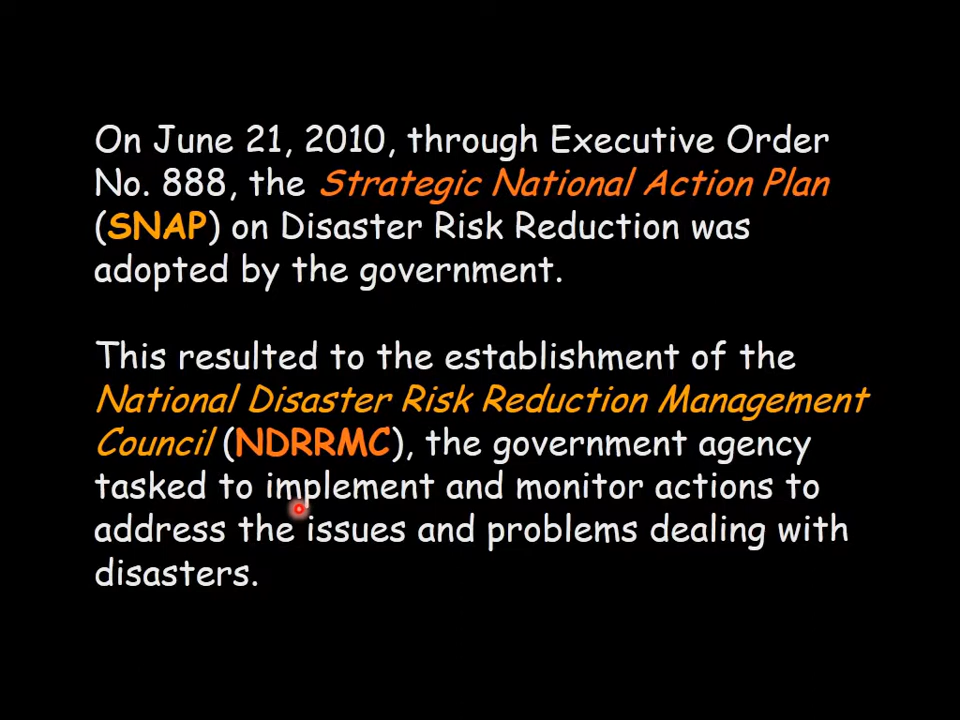 On June 21, 2010, through Executive Order
No. 888, the Strategic National Action Plan
(SNAP) on Disaster Risk Reduction was
adopted by the government.
This resulted to the establishment of the
National Disaster Risk Reduction Management
Council (NDRRMC), the government agency
tasked to implement and monitor actions to
address the issues and problems dealing with
disasters.